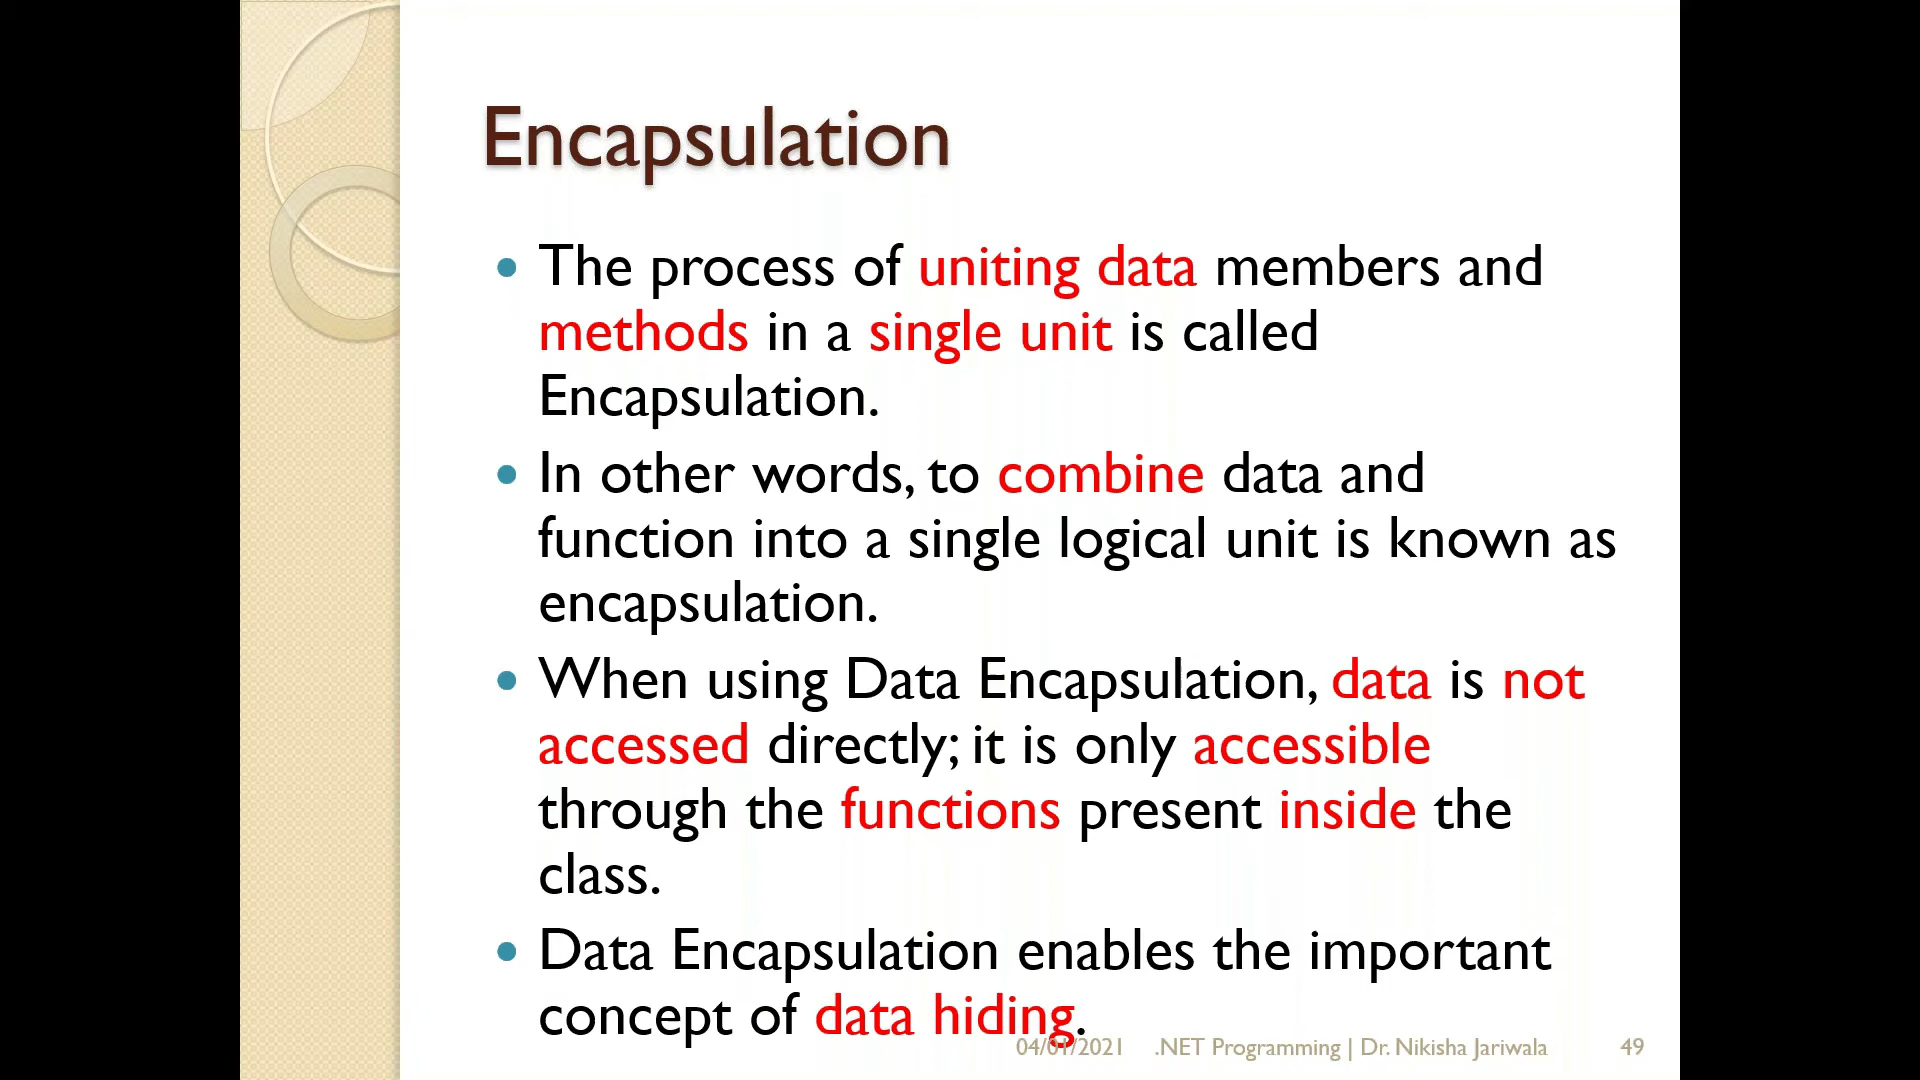 Encapsulation
• The process of uniting data members and
methods in a single unit is called
Encapsulation.
• In other words, to combine data and
function into a single logical unit is known as
encapsulation.
• When using Data Encapsulation, data is not
accessed directly; it is only accessible
through the functions present inside the
class.
• Data Encapsulation enables the important
concept of data hiding.
04/01/2021 .NET Programming | Dr. Nikisha Jariwala 49